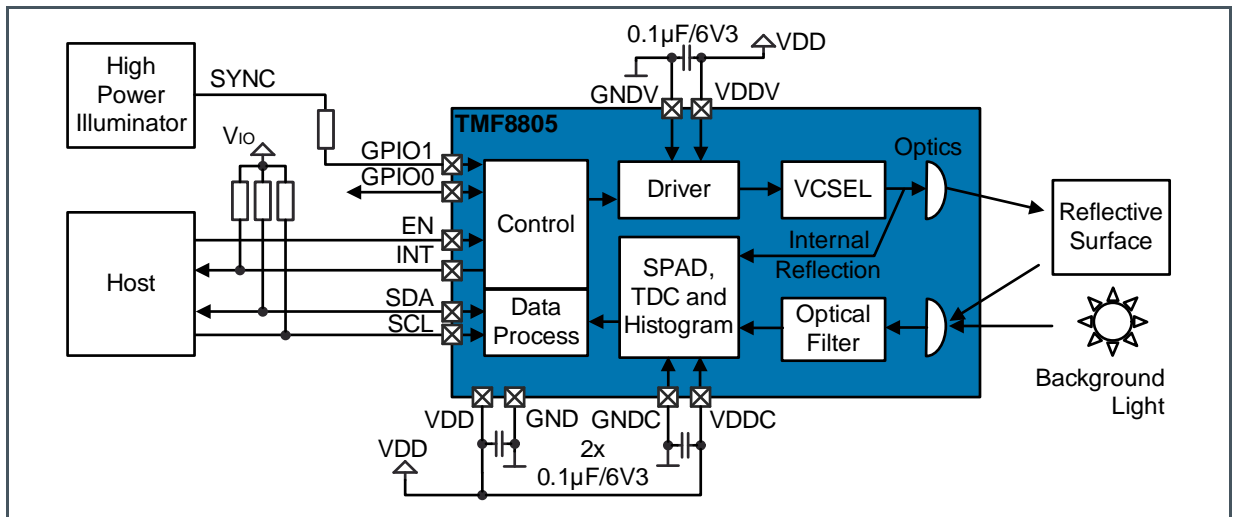 0.1µF/6V3
VDD
High
Power
Illuminator
SYNC
GNDV
VDDV
TMF8805
VIO
GPIO1
GPIO0
Optics
Control
Driver
VCSEL
Reflective
Surface
Host
EN
INT
Internal
Reflection
SPAD,
TDC and
Histogram
SDA
SCL
Data
Process
Optical
Filter
Background
Light
VDD
GND
GNDC
VDDC
VDD
2x
0.1µF/6V3